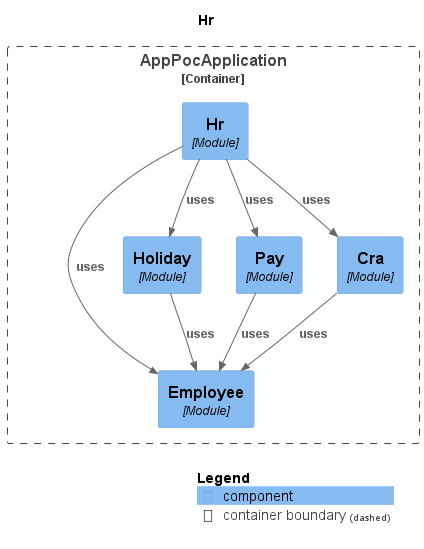 Hr
AppPocApplication
[Container]
Hr
[Module]
uses
uses
uses
Holiday
[Module]
Pay
[Module]
Cra
[Module]
uses
uses
uses
uses
Employee
[Module]
Legend
component
container boundary (dashed)